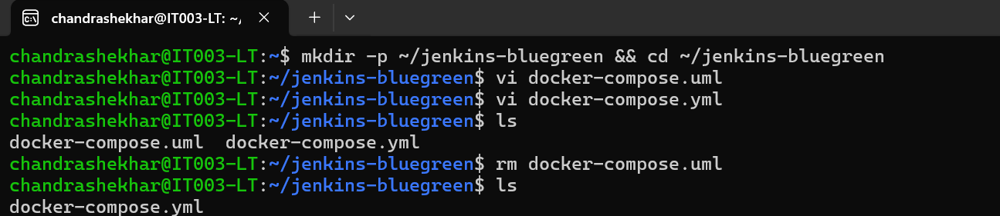 chandrashekhar@IT003-LT: ~/
chandrashekhar@IT003-LT:~$ mkdir -p ~/jenkins-bluegreen && cd ~/jenkins-bluegreen
chandrashekhar@IT003-LT:~/jenkins-bluegreen$ vi docker-compose.uml
chandrashekhar@IT003-LT:~/jenkins-bluegreen$ vi docker-compose.yml
chandrashekhar@IT003-LT:~/jenkins-bluegreen$ ls
docker-compose.uml  docker-compose.yml
chandrashekhar@IT003-LT:~/jenkins-bluegreen$ rm docker-compose.uml
chandrashekhar@IT003-LT:~/jenkins-bluegreen$ ls
docker-compose.yml